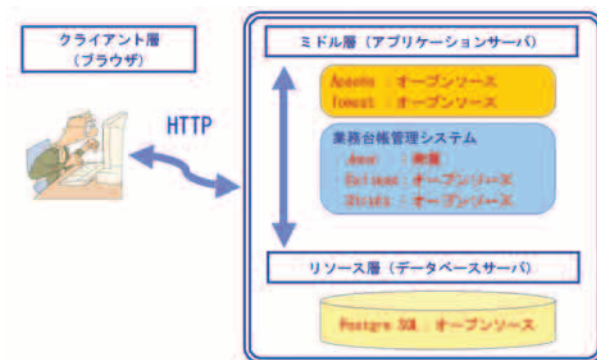 クライアント層
(ブラウザ)
HTTP
ミドル層 (アプリケーションサーバ)
Apache : オープンソース
Tomcat : オープンソース
業務台帳管理システム
Java : 無償
: オープンソース
Struts : オープンソース
リソース層 (データベースサーバ)
Postgre SQL : オープンソース